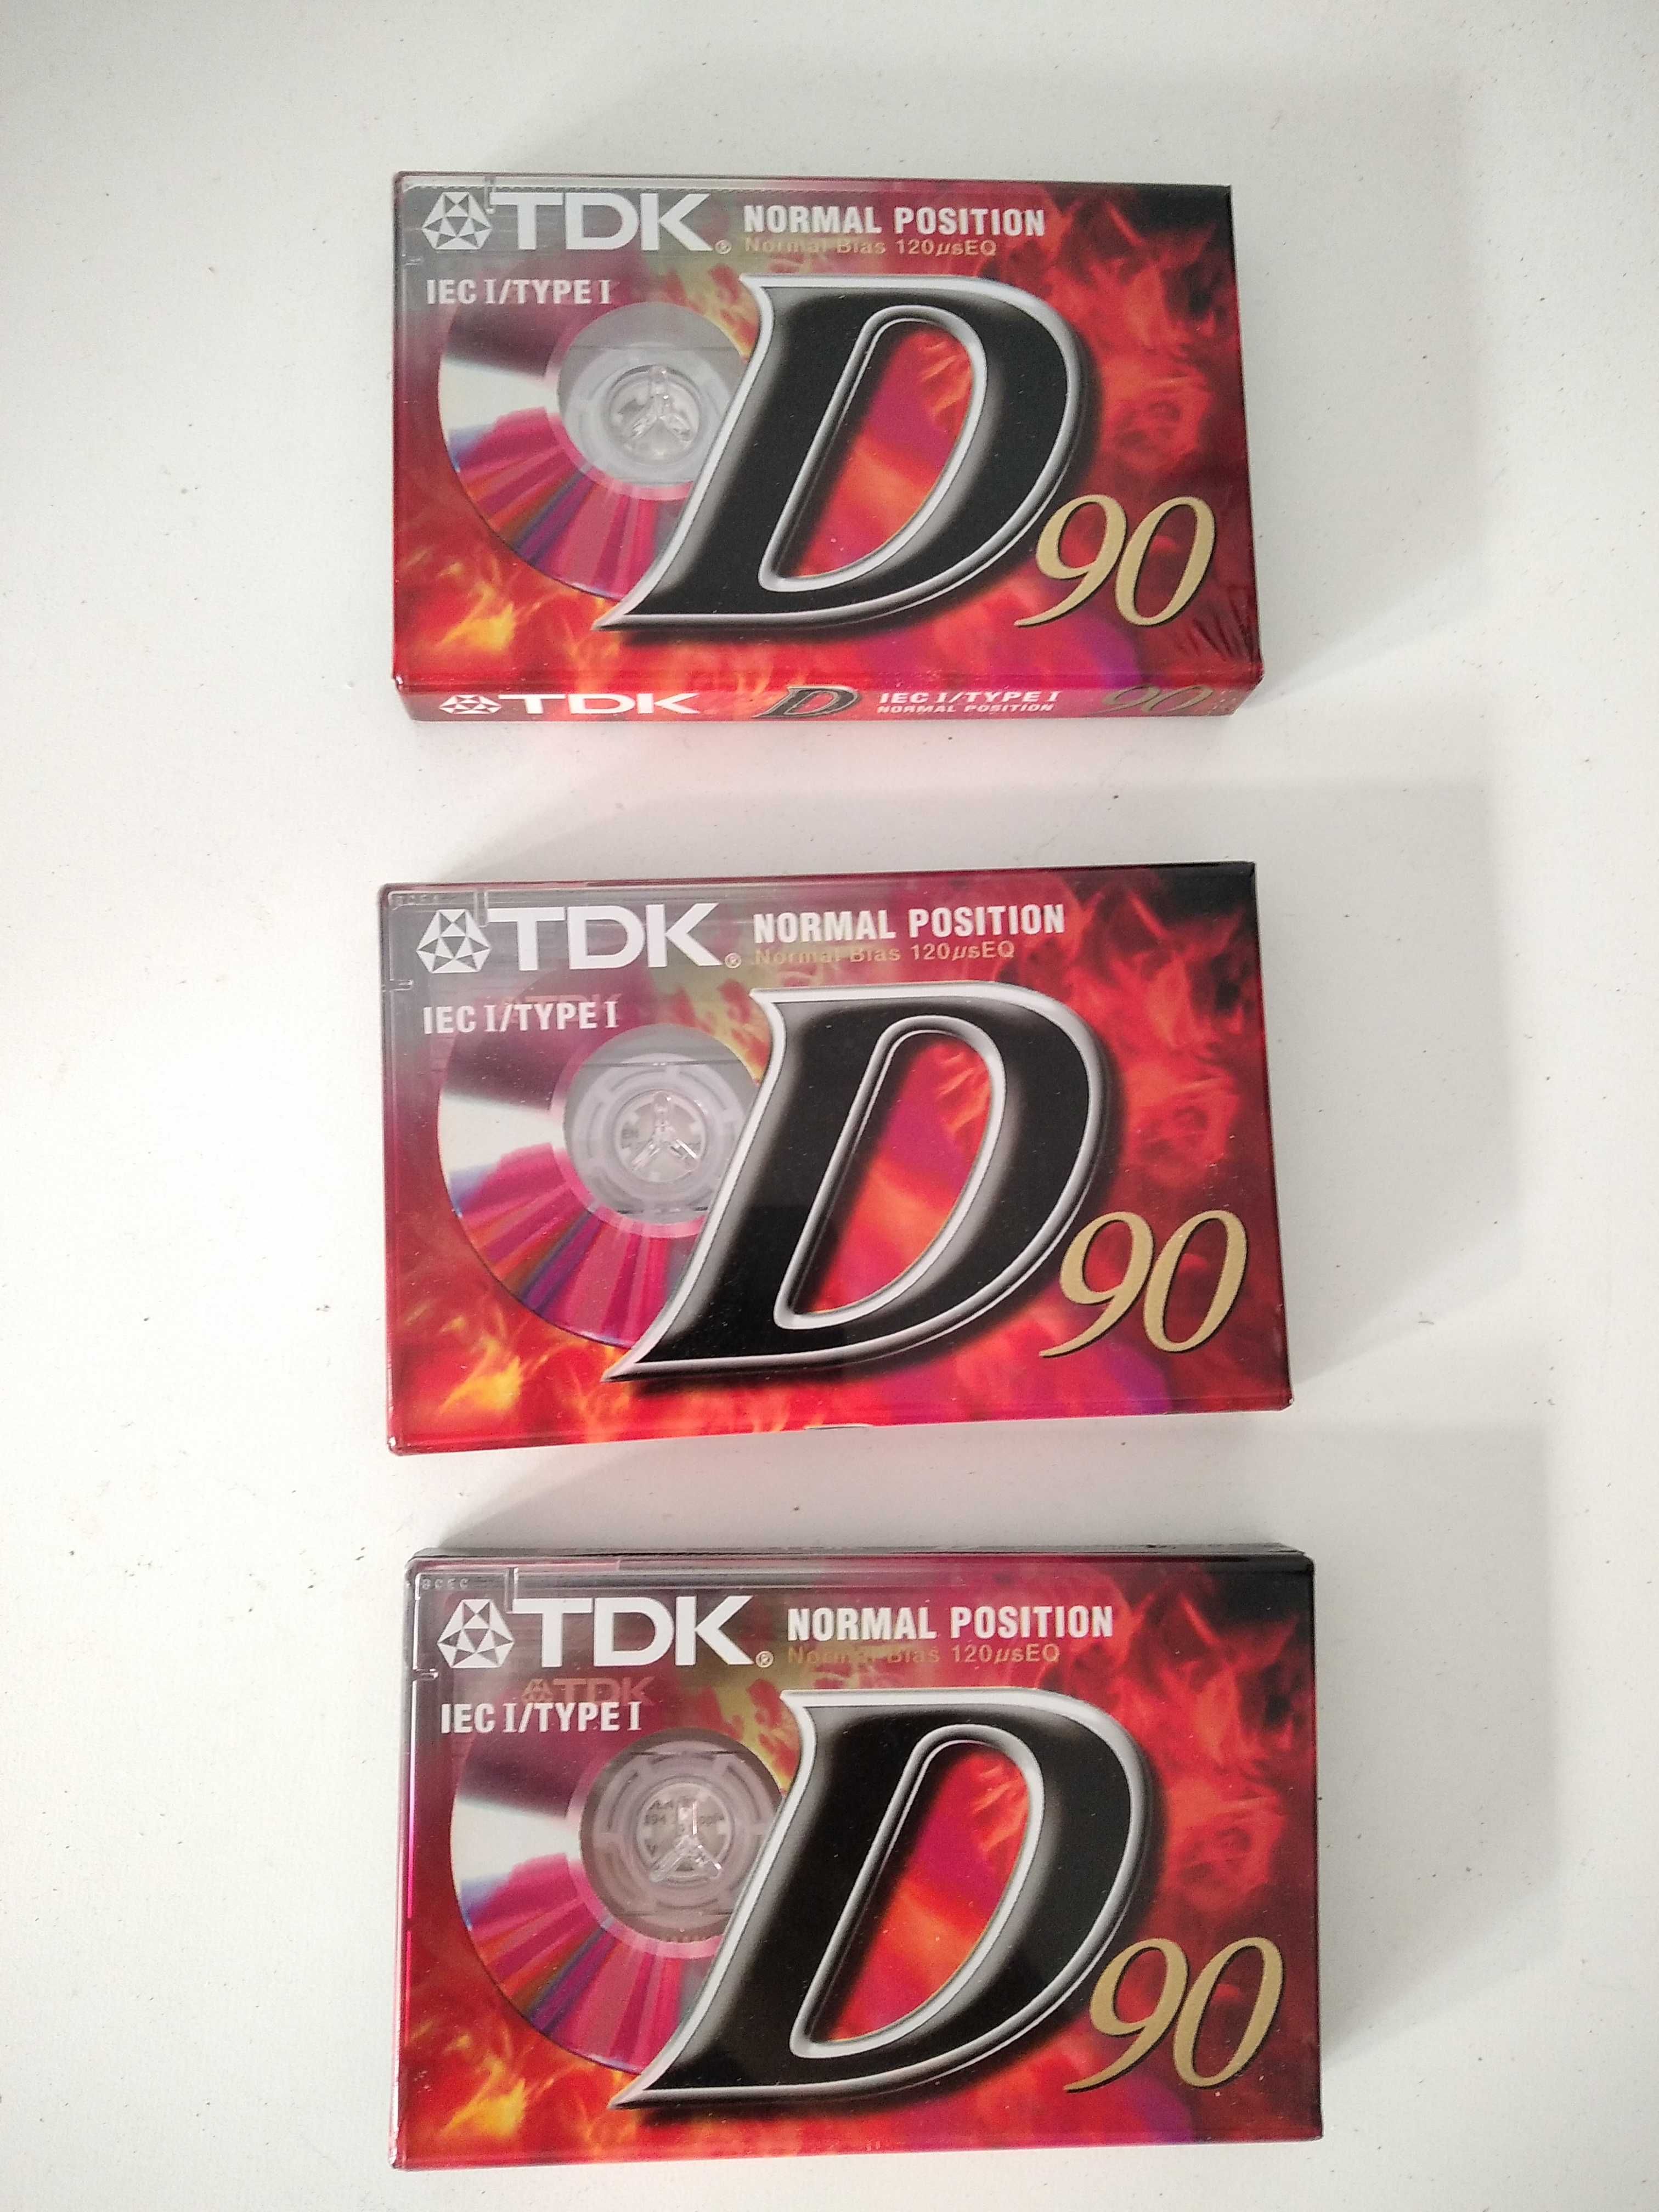 TDK® NORMAL POSITION
Normal Bias 120µsEQ
IEC I/TYPE I
D90
TDK D IEC I/TYPE I 90
NORMAL POSITION
TDK® NORMAL POSITION
Normal Bias 120µsEQ
IEC I/TYPE I
D90
TDK® NORMAL POSITION
Normal Bias 120µsEQ
TDK
IEC I/TYPE I
D90